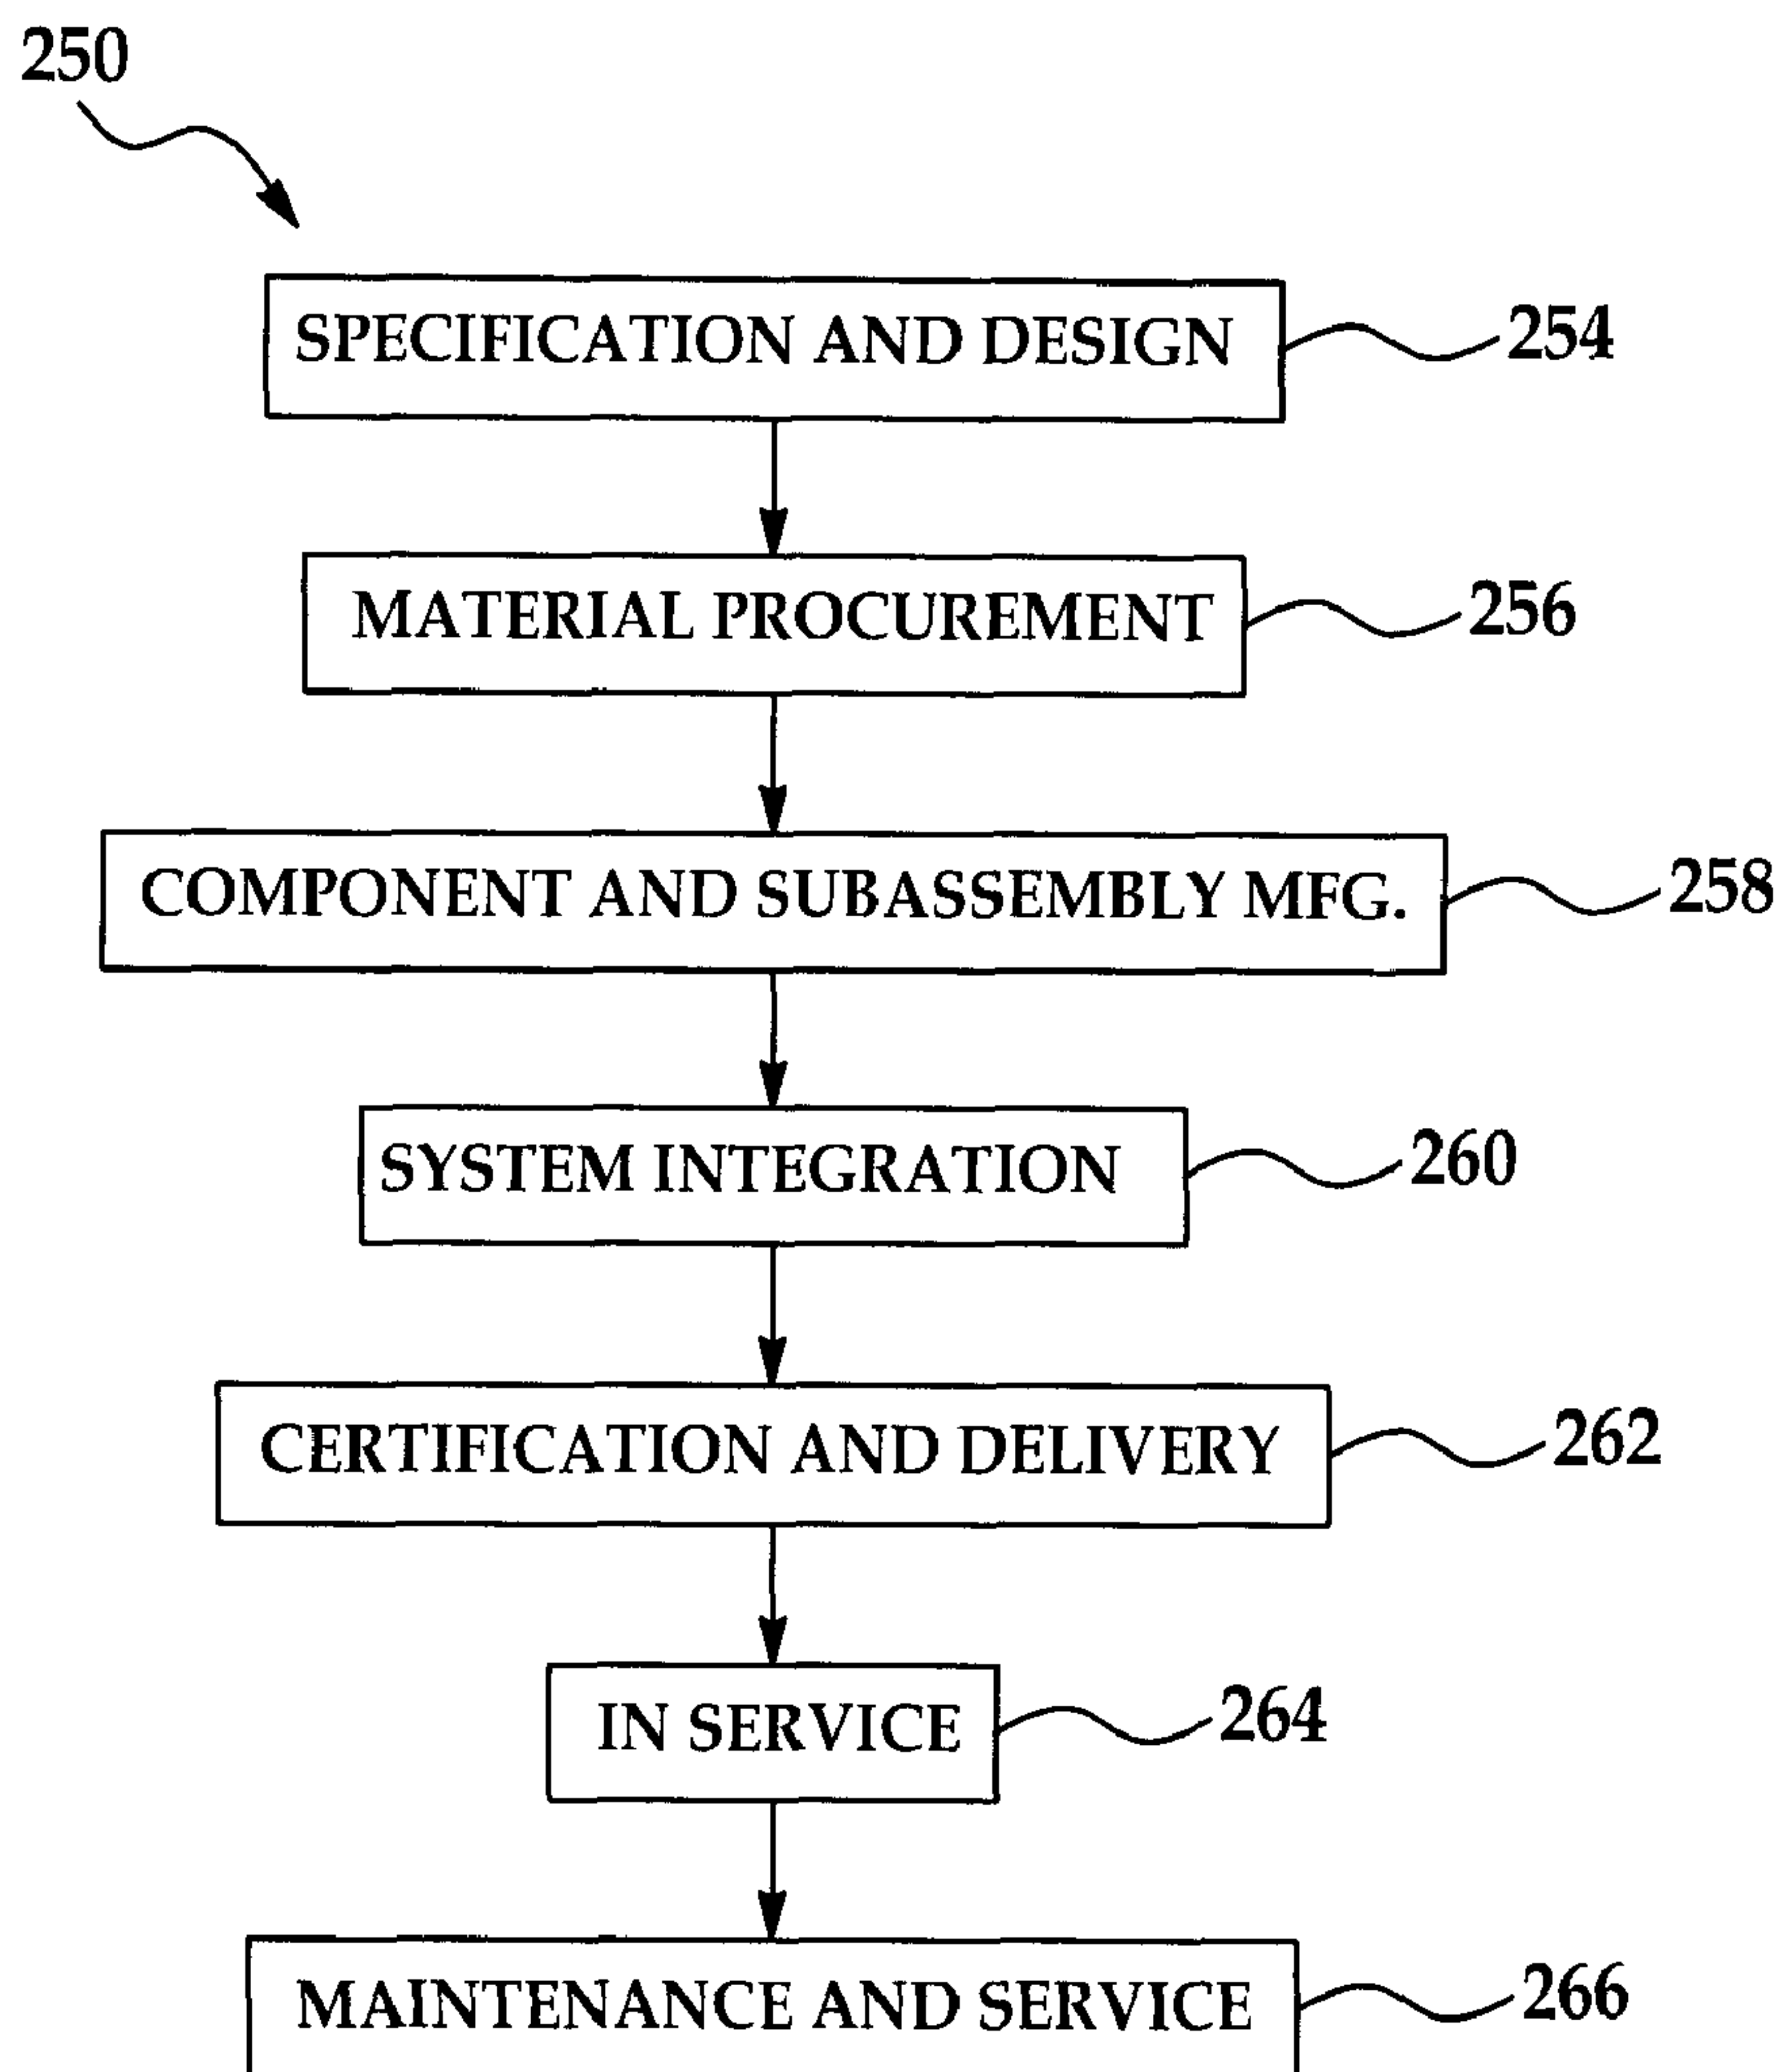 250
SPECIFICATION AND DESIGN 254
MATERIAL PROCUREMENT 256
COMPONENT AND SUBASSEMBLY MFG. 258
SYSTEM INTEGRATION 260
CERTIFICATION AND DELIVERY 262
IN SERVICE 264
MAINTENANCE AND SERVICE 266